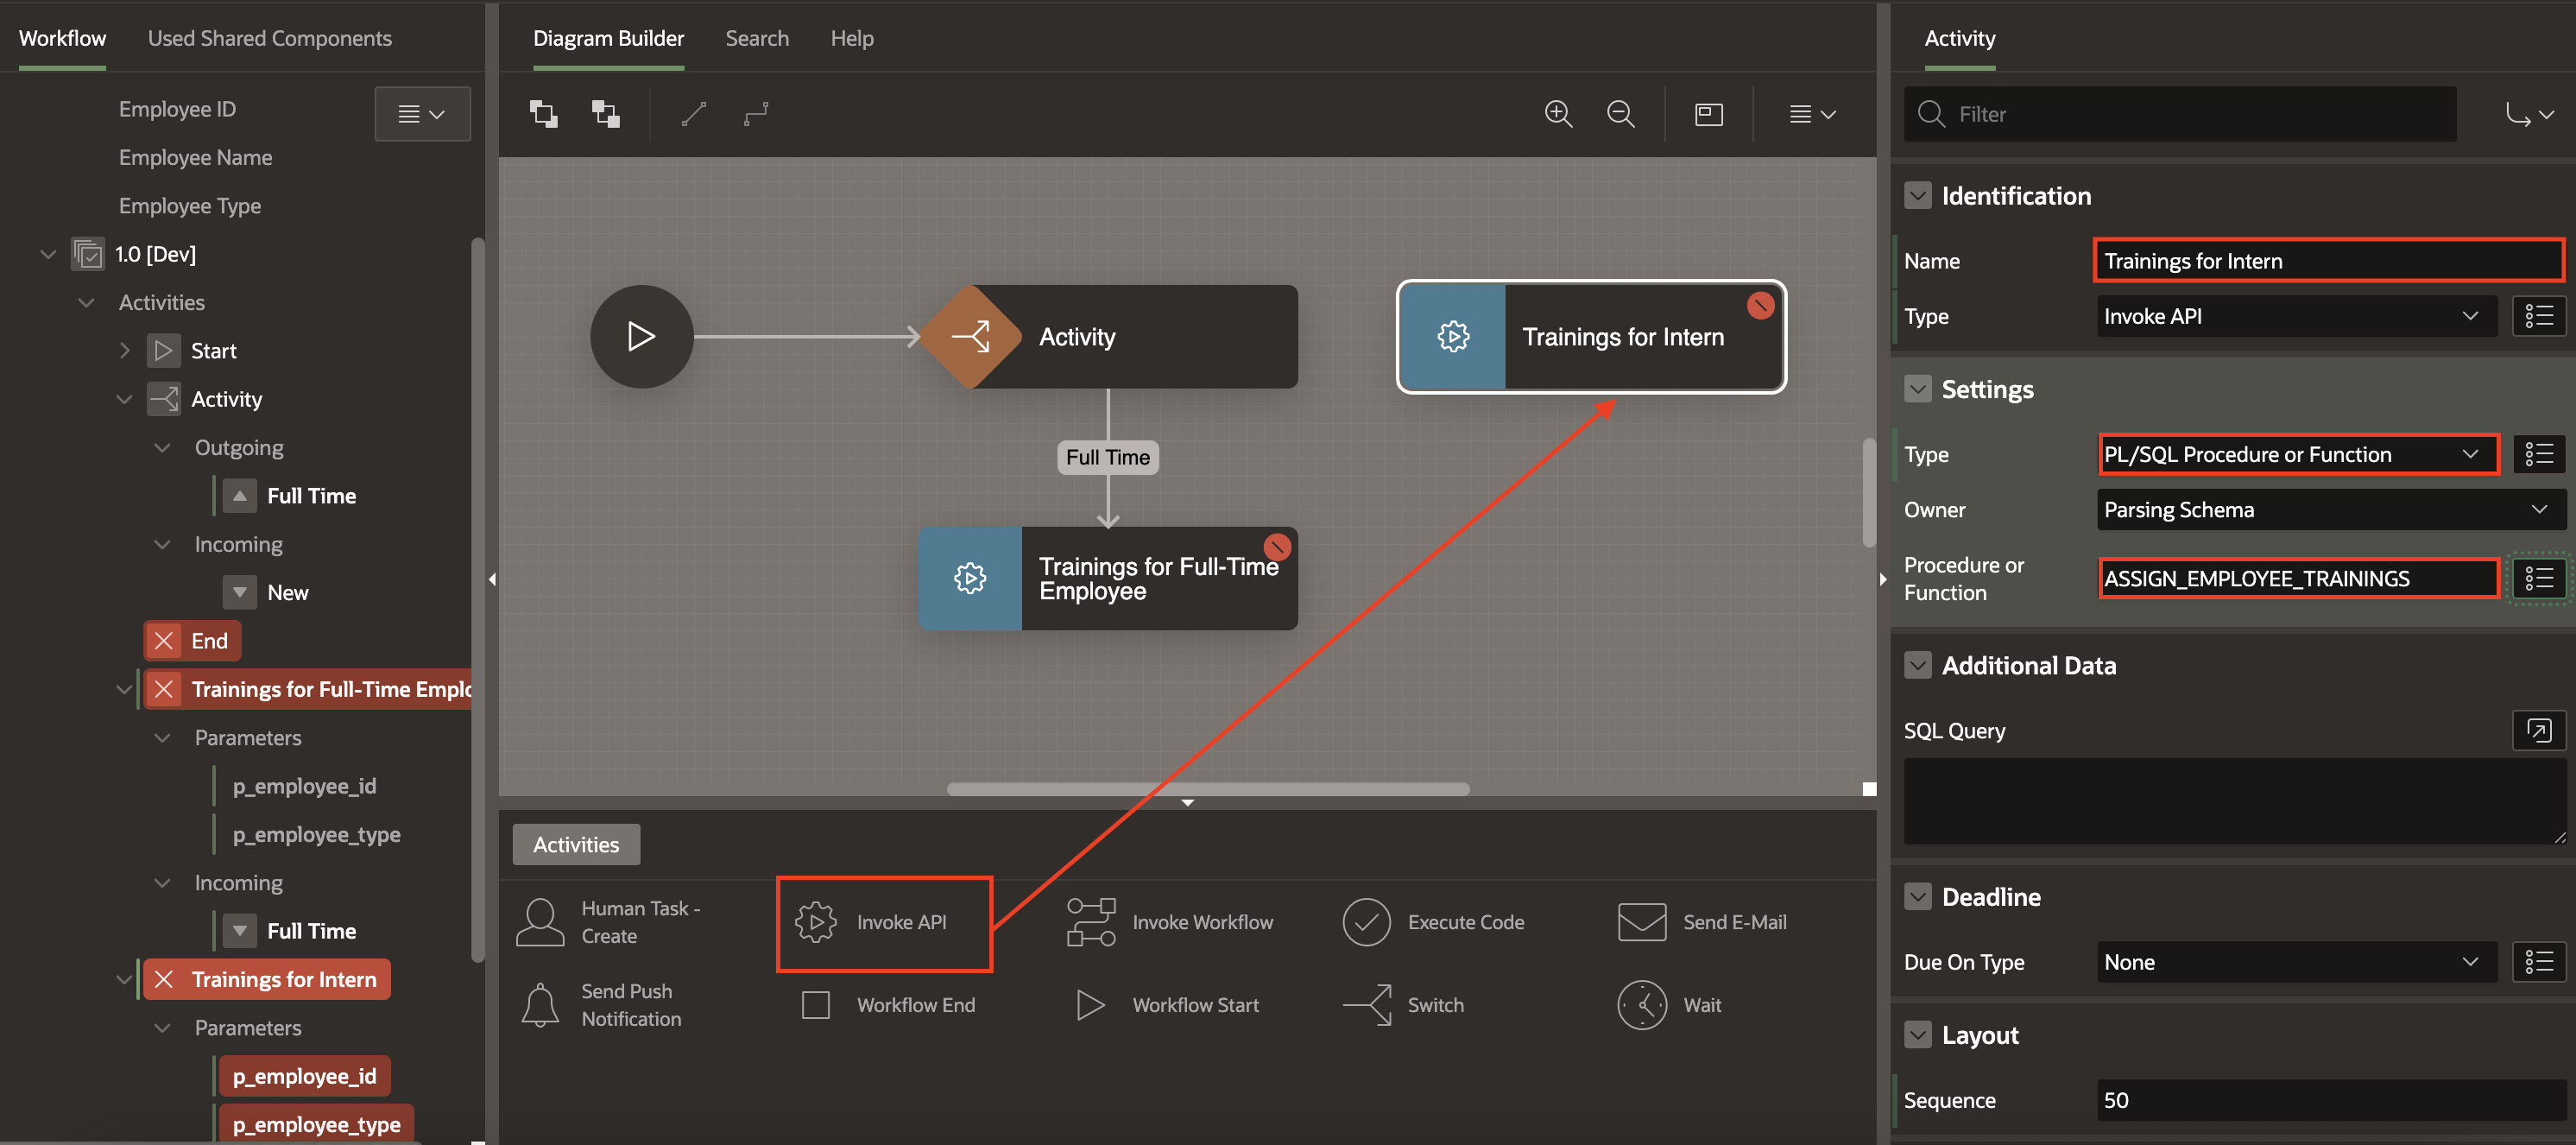 Workflow
Used Shared Components
Employee ID
Employee Name
Employee Type
1.0 [Dev]
Activities
Start
Activity
Outgoing
Full Time
Incoming
New
End
Trainings for Full-Time Emplo
Parameters
p_employee_id
p_employee_type
Incoming
Full Time
Trainings for Intern
Parameters
p_employee_id
p_employee_type
Diagram Builder
Search
Help
Activity
Trainings for Intern
Full Time
Trainings for Full-Time
Employee
Activities
Human Task -
Create
Invoke API
Invoke Workflow
Execute Code
Send E-Mail
Send Push
Notification
Workflow End
Workflow Start
Switch
Wait
Activity
Filter
Identification
Name
Trainings for Intern
Type
Invoke API
Settings
Type
PL/SQL Procedure or Function
Owner
Parsing Schema
Procedure or
Function
ASSIGN_EMPLOYEE_TRAININGS
Additional Data
SQL Query
Deadline
Due On Type
None
Layout
Sequence
50